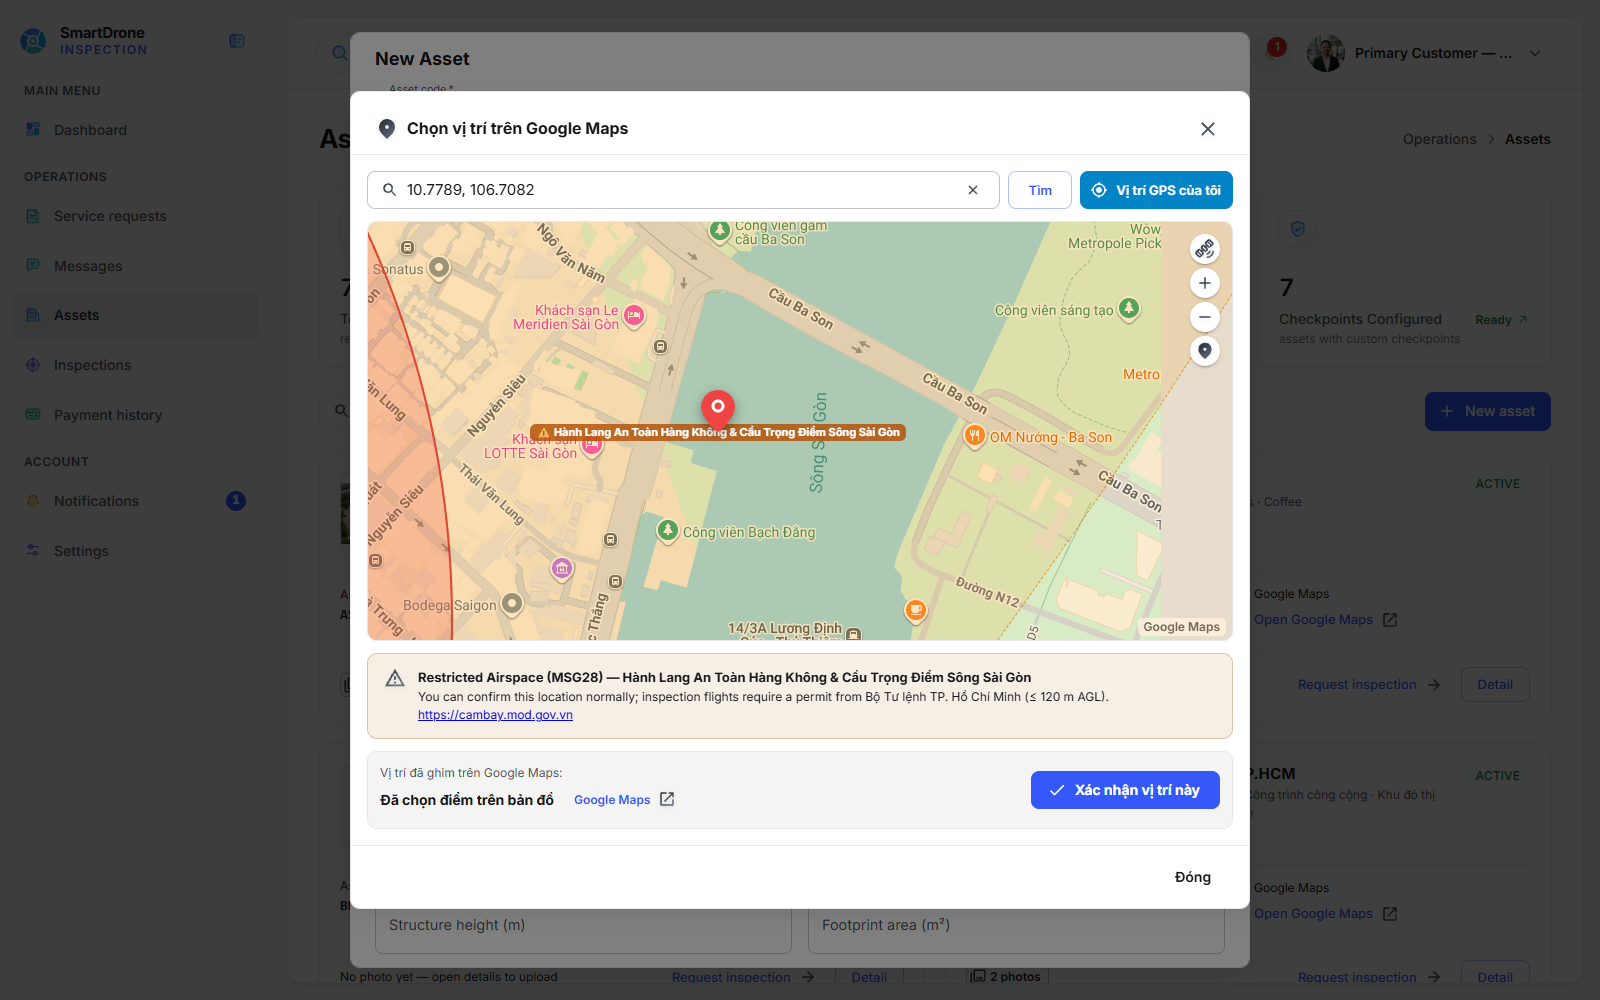 SmartDrone
INSPECTION
MAIN MENU
Dashboard
OPERATIONS
Service requests
Messages
Assets
Inspections
Payment history
ACCOUNT
Notifications
1
Settings
1
Primary Customer — ...
Operations
Assets
7
Checkpoints Configured
Ready
assets with custom checkpoints
New asset
ACTIVE
· Coffee
Google Maps
Open Google Maps
Request inspection
Detail
P.HCM
ACTIVE
Công trình công cộng · Khu đô thị
Google Maps
Open Google Maps
Request inspection
Detail
No photo yet — open details to upload
Request inspection
Detail
2 photos
New Asset
Asset code *
Structure height (m)
Footprint area (m²)
Chọn vị trí trên Google Maps
10.7789, 106.7082
Tìm
Vị trí GPS của tôi
Công viên gầm
cầu Ba Son
Wow
Metropole Pick
Ngô Văn Năm
Sonatus
Khách sạn Le
Meridien Sài Gòn
Cầu Ba Son
Công viên sáng tạo
Metro
Cầu Ba Son
Nguyễn Siêu
Hành Lang An Toàn Hàng Không & Cầu Trọng Điểm Sông Sài Gòn
LOTTE Sài Gòn
Sông Sài Gòn
OM Nướng - Ba Son
Cầu Ba Son
Thái Văn Lung
Nguyễn Siêu
Công viên Bạch Đằng
Đường N12
Bodega Saigon
14/3A Lương Định
D5
Google Maps
Restricted Airspace (MSG28) — Hành Lang An Toàn Hàng Không & Cầu Trọng Điểm Sông Sài Gòn
You can confirm this location normally; inspection flights require a permit from Bộ Tư lệnh TP. Hồ Chí Minh (≤ 120 m AGL).
https://cambay.mod.gov.vn
Vị trí đã ghim trên Google Maps:
Đã chọn điểm trên bản đồ
Google Maps
Xác nhận vị trí này
Đóng